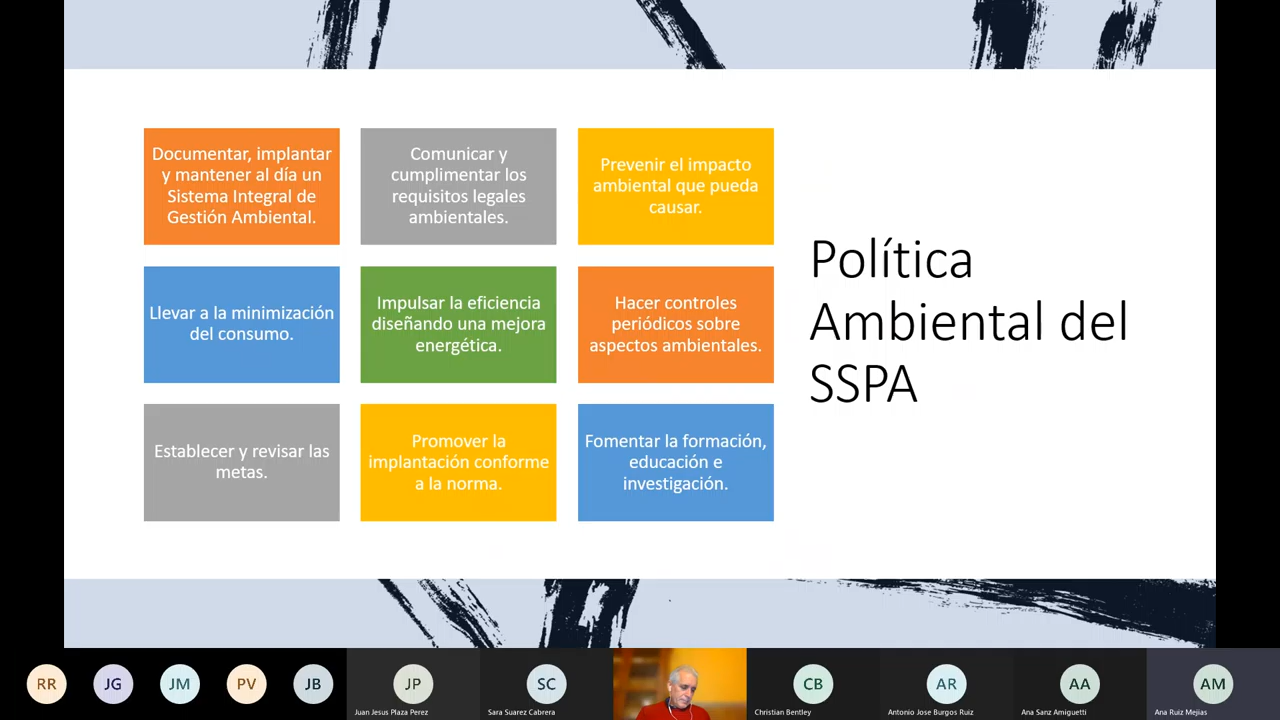 Documentar, implantar
y mantener al día un
Sistema Integral de
Gestión Ambiental.
Comunicar y
cumplimentar los
requisitos legales
ambientales.
Prevenir el impacto
ambiental que pueda
causar.
Llevar a la minimización
del consumo.
Impulsar la eficiencia
diseñando una mejora
energética.
Hacer controles
periódicos sobre
aspectos ambientales.
Establecer y revisar las
metas.
Promover la
implantación conforme
a la norma.
Fomentar la formación,
educación e
investigación.
Política
Ambiental del
SSPA
RR
JG
JM
PV
JB
JP
SC
CB
AR
AA
AM
Juan Jesus Plaza Perez
Sara Suarez Cabrera
Christian Bentley
Antonio Jose Burgos Ruiz
Ana Sanz Amiguetti
Ana Ruiz Mejias